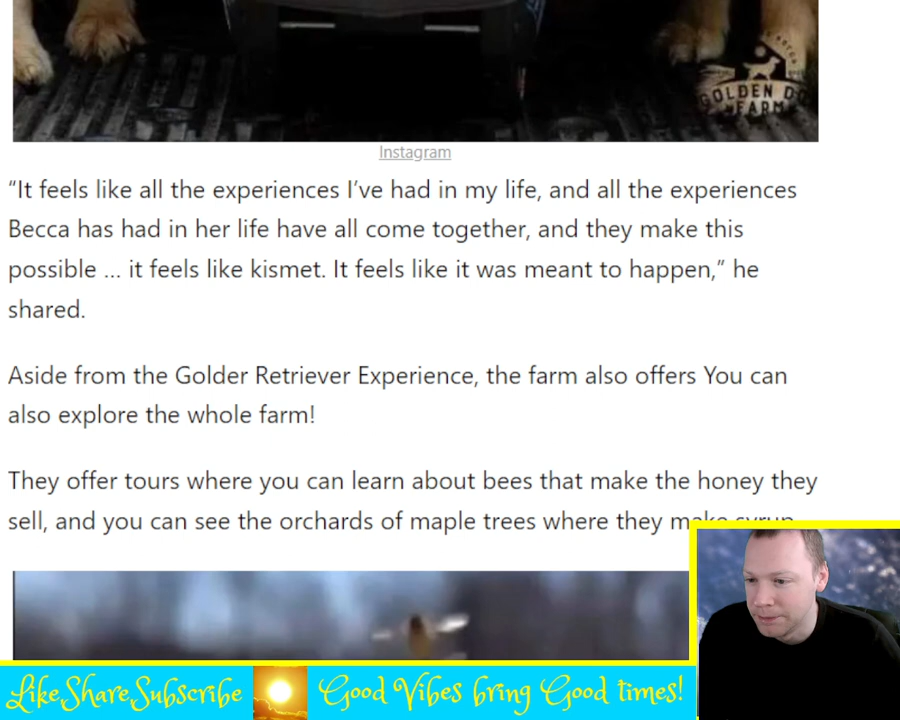 GOLDEN DO
FARM
Instagram
“It feels like all the experiences I’ve had in my life, and all the experiences
Becca has had in her life have all come together, and they make this
possible ... it feels like kismet. It feels like it was meant to happen,” he
shared.
Aside from the Golder Retriever Experience, the farm also offers You can
also explore the whole farm!
They offer tours where you can learn about bees that make the honey they
sell, and you can see the orchards of maple trees where they make syrup
Like Share Subscribe
Good Vibes bring Good times!